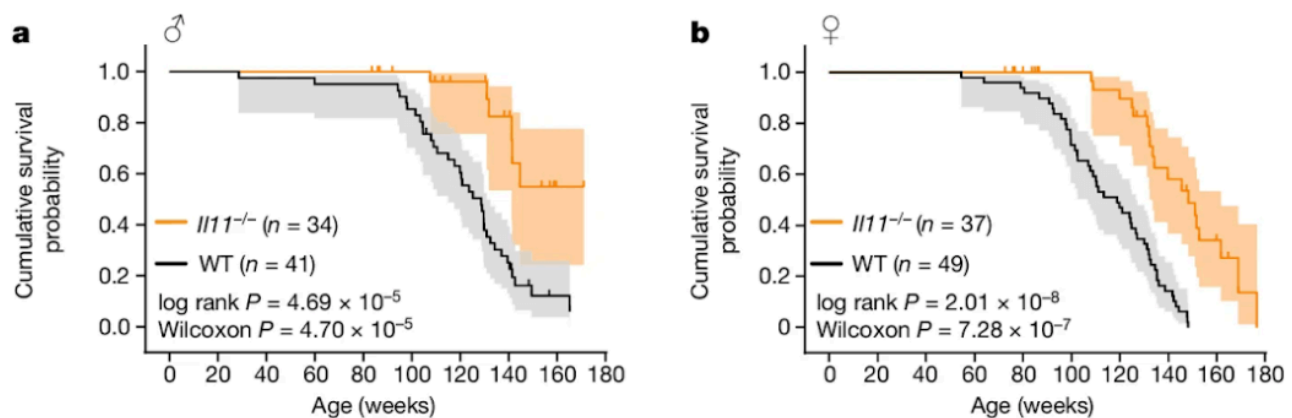 a ♂
Cumulative survival
probability
1.0
0.8
0.6
0.4
0.2
0.0
Il11−/− (n = 34)
WT (n = 41)
log rank P = 4.69 × 10−5
Wilcoxon P = 4.70 × 10−5
0 20 40 60 80 100 120 140 160 180
Age (weeks)
b ♀
Cumulative survival
probability
1.0
0.8
0.6
0.4
0.2
0
Il11−/− (n = 37)
WT (n = 49)
log rank P = 2.01 × 10−8
Wilcoxon P = 7.28 × 10−7
0 20 40 60 80 100 120 140 160 180
Age (weeks)